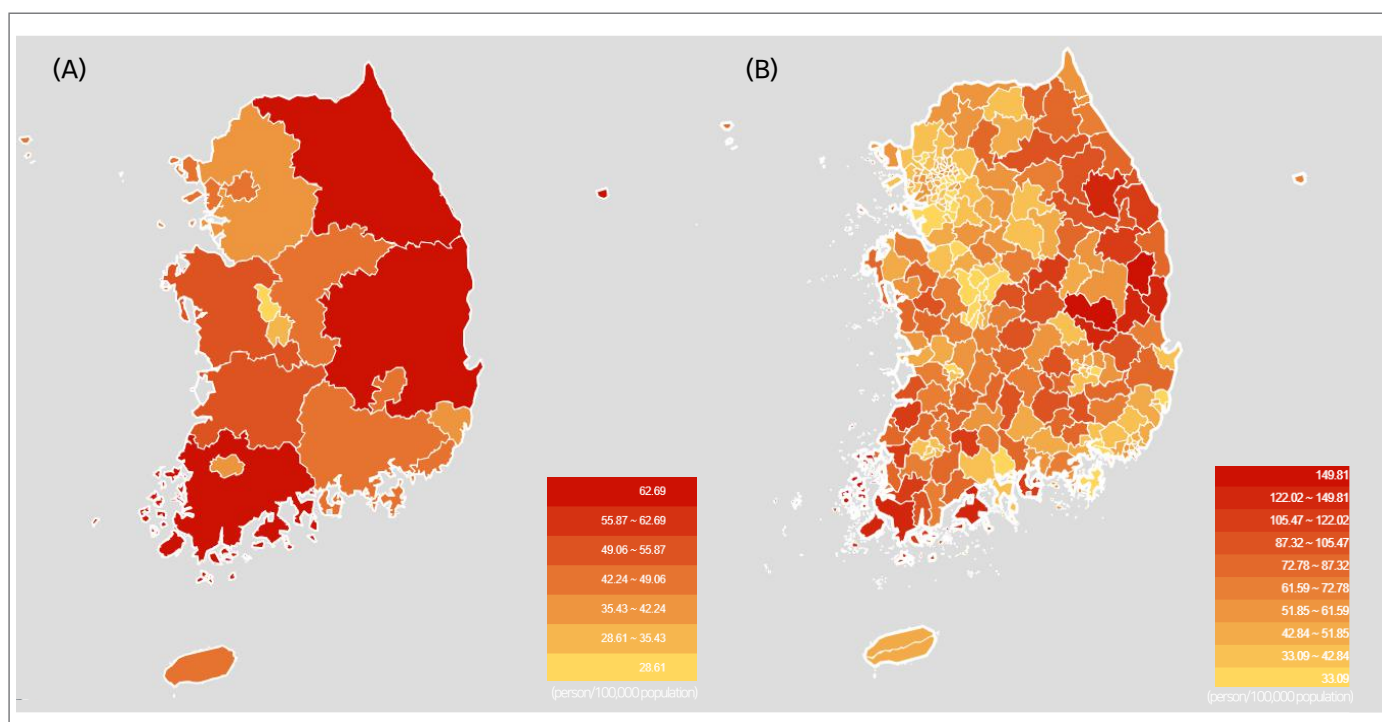 (A)
(B)
62.69
55.87 ~ 62.69
49.06 ~ 55.87
42.24 ~ 49.06
35.43 ~ 42.24
28.61 ~ 35.43
28.61
(person/100,000 population)
149.81
122.02 ~ 149.81
105.47 ~ 122.02
87.32 ~ 105.47
72.78 ~ 87.32
61.59 ~ 72.78
51.85 ~ 61.59
42.84 ~ 51.85
33.09 ~ 42.84
33.09
(person/100,000 population)